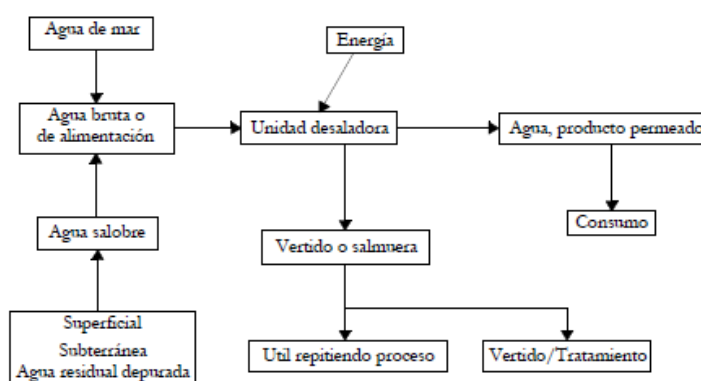 Agua de mar
Energía
Agua bruta o
de alimentación
Unidad desaladora
Agua, producto permeado
Consumo
Agua salobre
Vertido o salmuera
Superficial
Subterránea
Agua residual depurada
Util repitiendo proceso
Vertido/Tratamiento